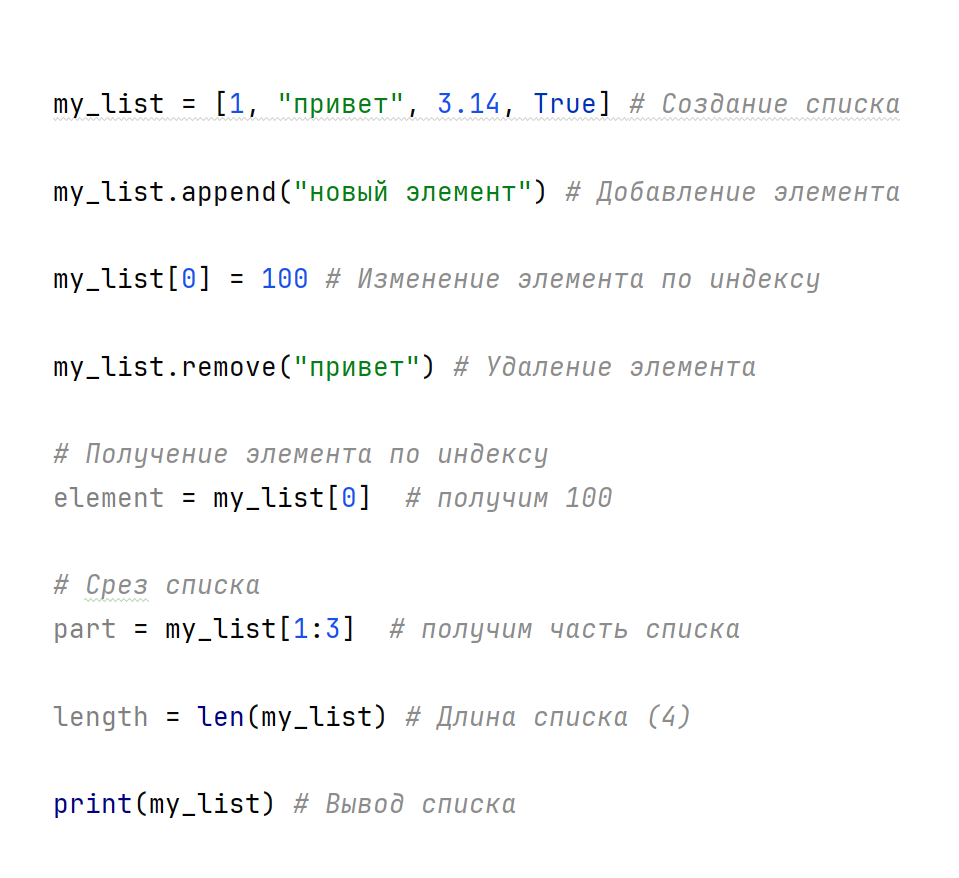 my_list = [1, "привет", 3.14, True] # Создание списка
my_list.append("новый элемент") # Добавление элемента
my_list[0] = 100 # Изменение элемента по индексу
my_list.remove("привет") # Удаление элемента
# Получение элемента по индексу
element = my_list[0]  # получим 100
# Срез списка
part = my_list[1:3]  # получим часть списка
length = len(my_list) # Длина списка (4)
print(my_list) # Вывод списка